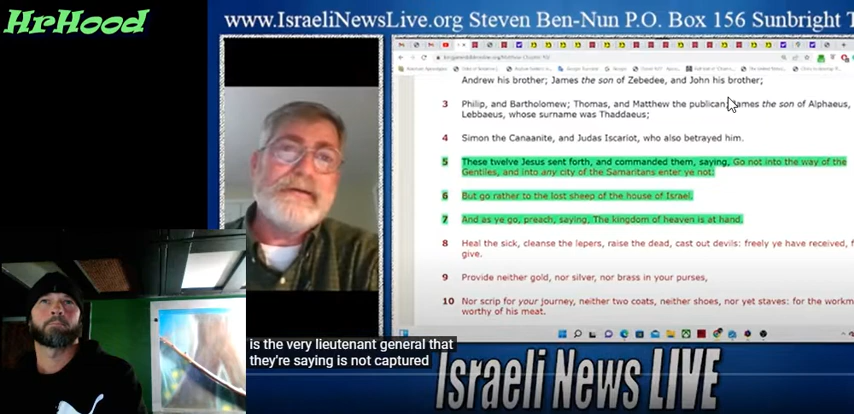 HrHood
www.IsraeliNewsLive.org Steven Ben-Nun P.O. Box 156 Sunbright T
Andrew his brother; James the son of Zebedee, and John his brother;
3 Philip, and Bartholomew; Thomas, and Matthew the publican; James the son of Alphaeus,
Lebbaeus, whose surname was Thaddaeus;
4 Simon the Canaanite, and Judas Iscariot, who also betrayed him.
5 These twelve Jesus sent forth, and commanded them, saying, Go not into the way of the
Gentiles, and into any city of the Samaritans enter ye not:
6 But go rather to the lost sheep of the house of Israel.
7 And as ye go, preach, saying, The kingdom of heaven is at hand.
8 Heal the sick, cleanse the lepers, raise the dead, cast out devils: freely ye have received, f
give.
9 Provide neither gold, nor silver, nor brass in your purses,
10 Nor scrip for your journey, neither two coats, neither shoes, nor yet staves: for the workm
worthy of his meat.
is the very lieutenant general that
they're saying is not captured
Israeli News LIVE